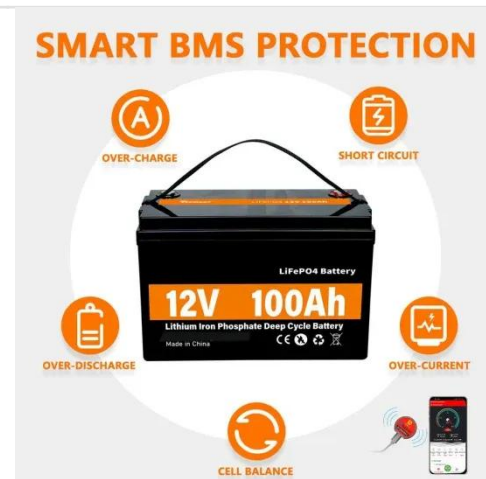 SMART BMS PROTECTION
OVER-CHARGE
SHORT CIRCUIT
LiFePO4 Battery
12V 100Ah
Lithium Iron Phosphate Deep Cycle Battery
Made in China
CE
OVER-DISCHARGE
OVER-CURRENT
CELL BALANCE